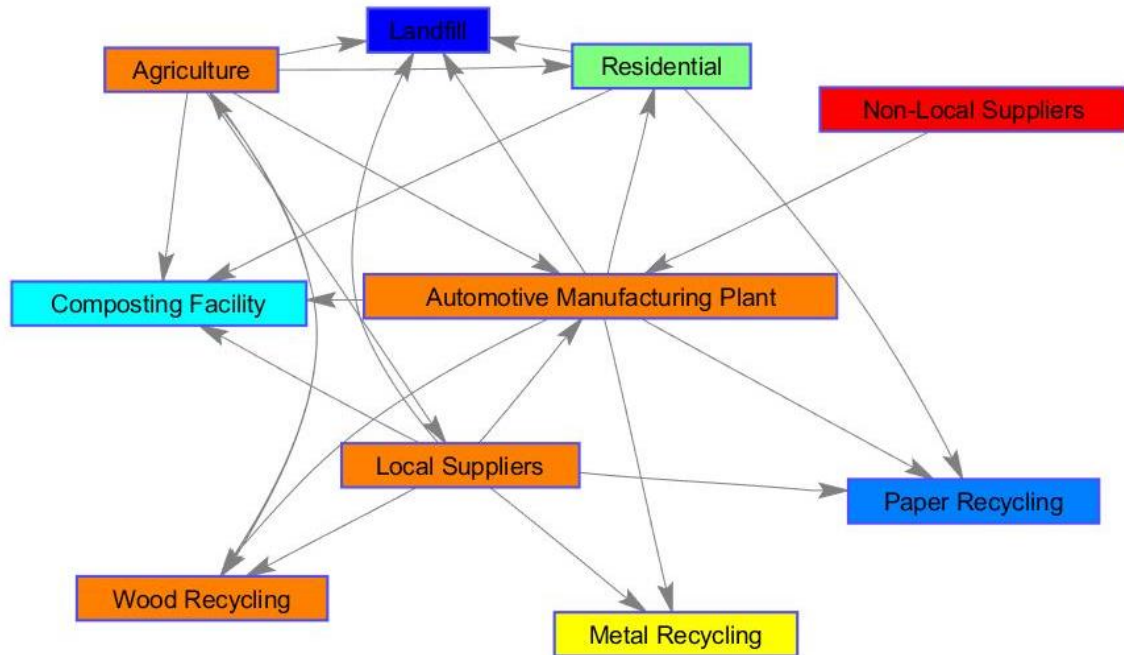 Landfill
Agriculture
Residential
Non-Local Suppliers
Composting Facility
Automotive Manufacturing Plant
Local Suppliers
Paper Recycling
Wood Recycling
Metal Recycling